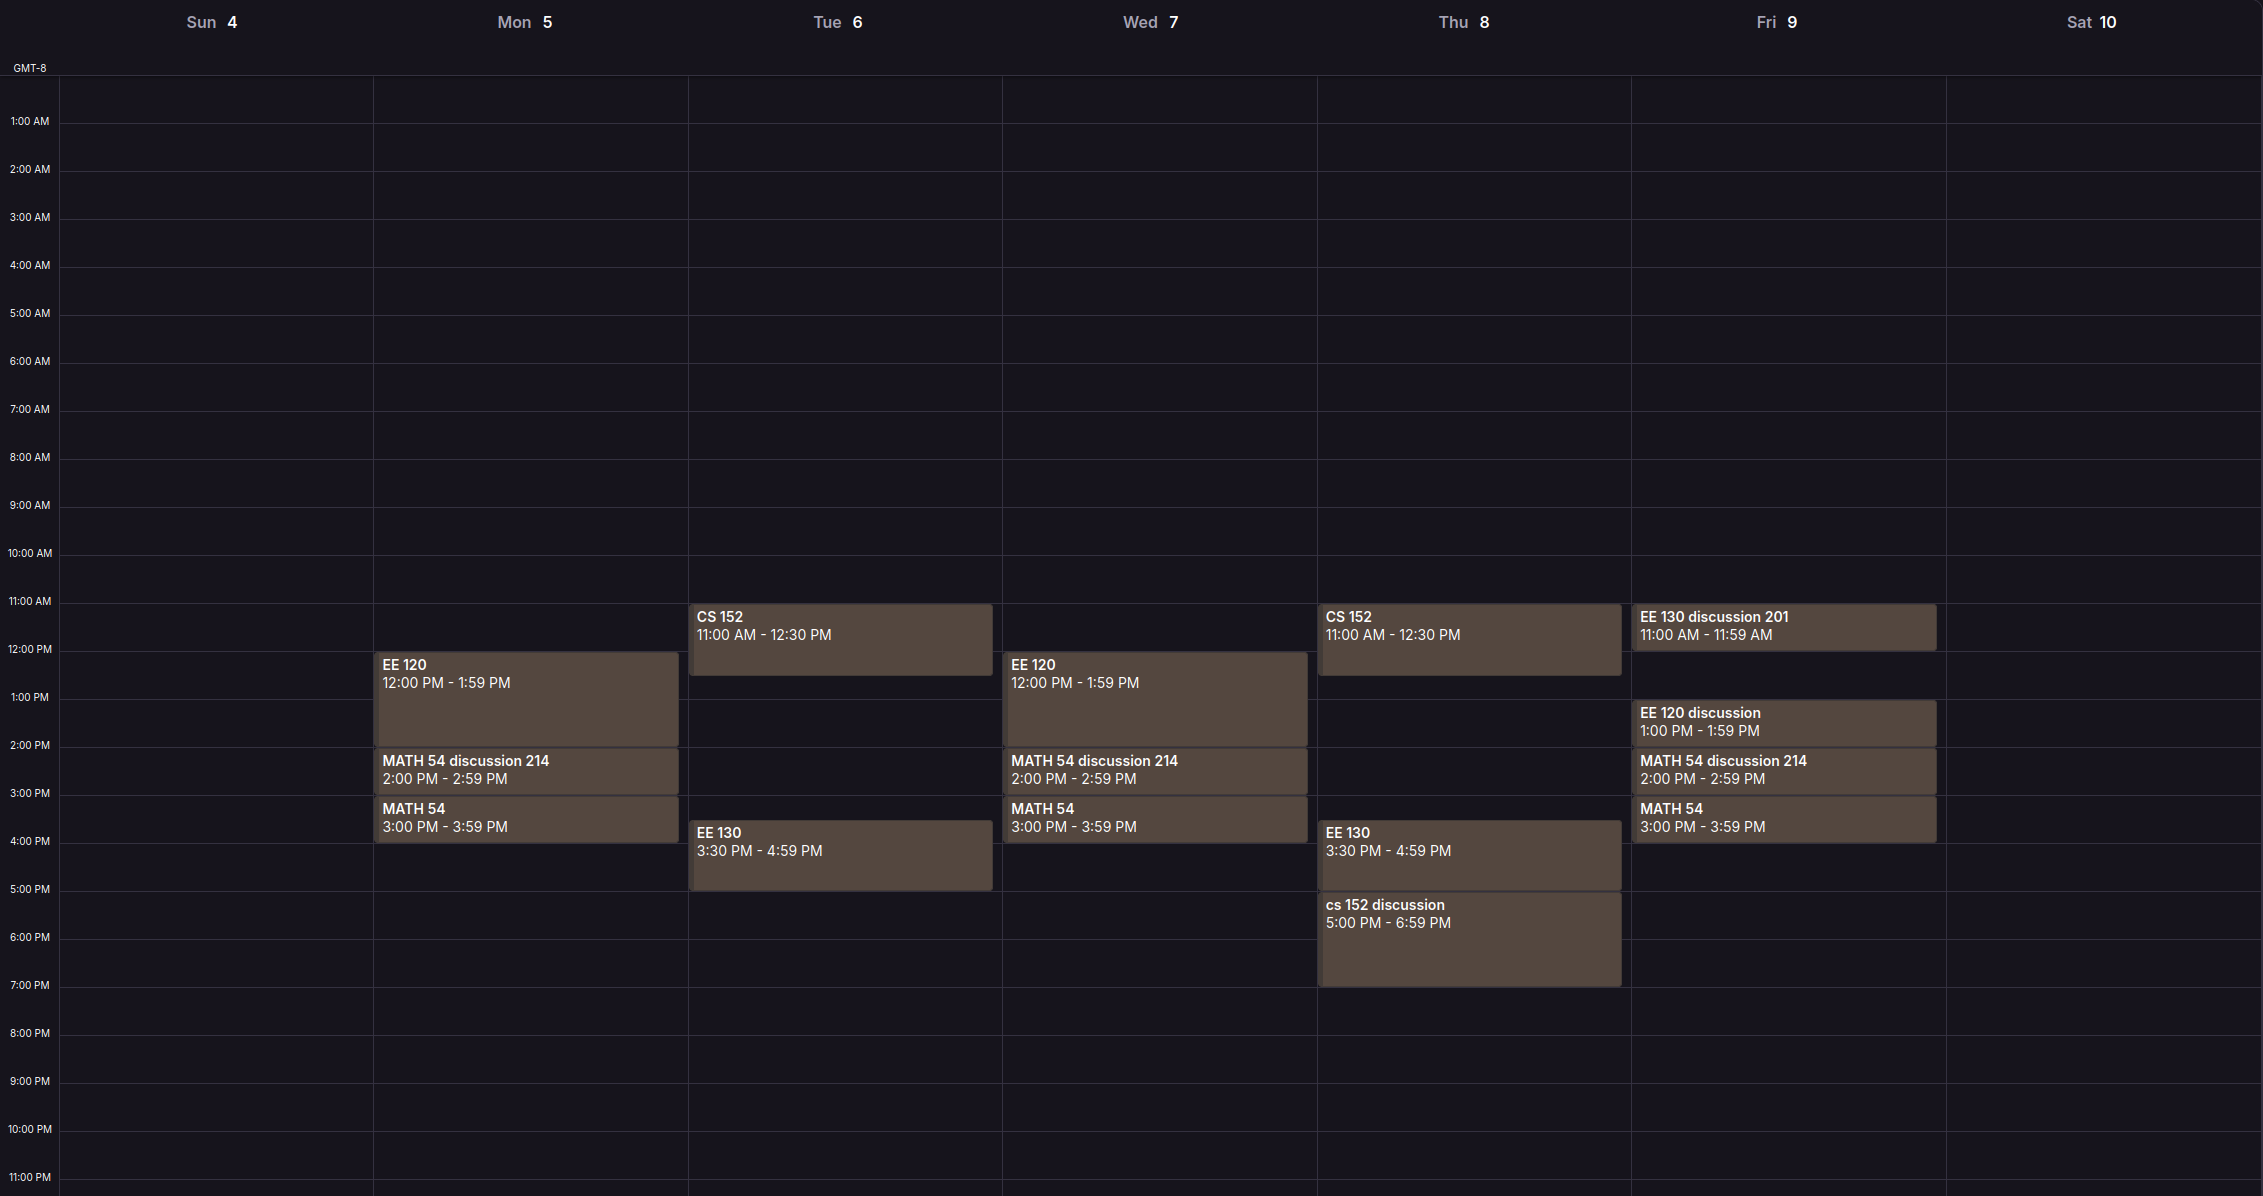 Sun 4
Mon 5
Tue 6
Wed 7
Thu 8
Fri 9
Sat 10
GMT-8
1:00 AM
2:00 AM
3:00 AM
4:00 AM
5:00 AM
6:00 AM
7:00 AM
8:00 AM
9:00 AM
10:00 AM
11:00 AM
12:00 PM
1:00 PM
2:00 PM
3:00 PM
4:00 PM
5:00 PM
6:00 PM
7:00 PM
8:00 PM
9:00 PM
10:00 PM
11:00 PM
EE 120
12:00 PM - 1:59 PM
MATH 54 discussion 214
2:00 PM - 2:59 PM
MATH 54
3:00 PM - 3:59 PM
CS 152
11:00 AM - 12:30 PM
EE 130
3:30 PM - 4:59 PM
EE 120
12:00 PM - 1:59 PM
MATH 54 discussion 214
2:00 PM - 2:59 PM
MATH 54
3:00 PM - 3:59 PM
CS 152
11:00 AM - 12:30 PM
EE 130
3:30 PM - 4:59 PM
cs 152 discussion
5:00 PM - 6:59 PM
EE 130 discussion 201
11:00 AM - 11:59 AM
EE 120 discussion
1:00 PM - 1:59 PM
MATH 54 discussion 214
2:00 PM - 2:59 PM
MATH 54
3:00 PM - 3:59 PM